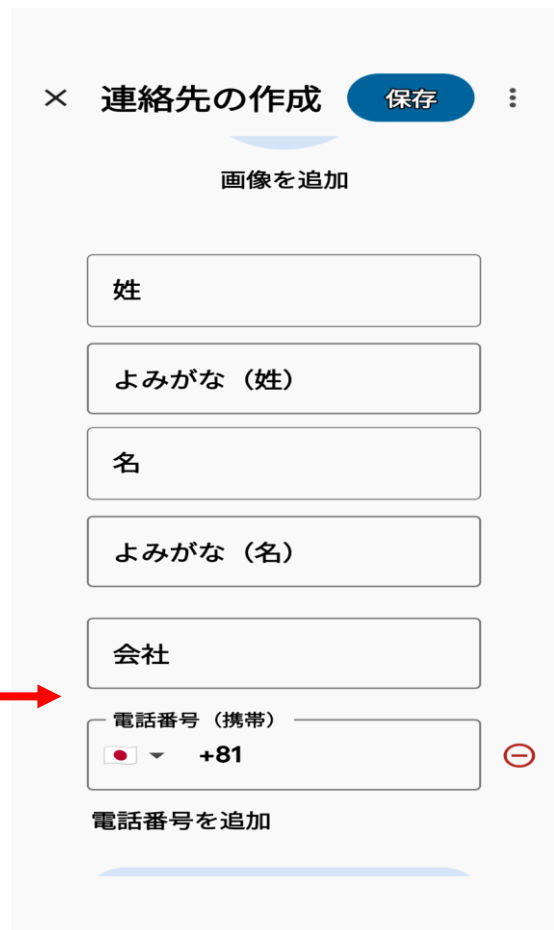 連絡先の作成 保存
画像を追加
姓
よみがな（姓）
名
よみがな（名）
会社
電話番号（携帯）
+81
電話番号を追加